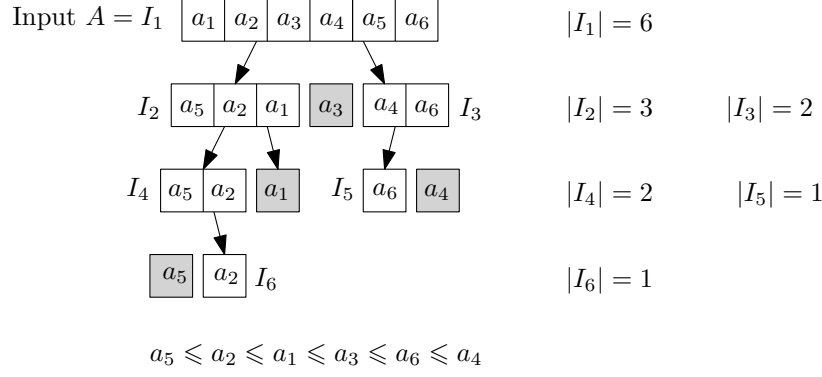 Input A = I₁ a₁ a₂ a₃ a₄ a₅ a₆ |I₁| = 6
I₂ a₅ a₂ a₁ a₃ a₄ a₆ I₃ |I₂| = 3 |I₃| = 2
I₄ a₅ a₂ a₁ I₅ a₆ a₄ |I₄| = 2 |I₅| = 1
a₅ a₂ I₆ |I₆| = 1
a₅ ⩽ a₂ ⩽ a₁ ⩽ a₃ ⩽ a₆ ⩽ a₄